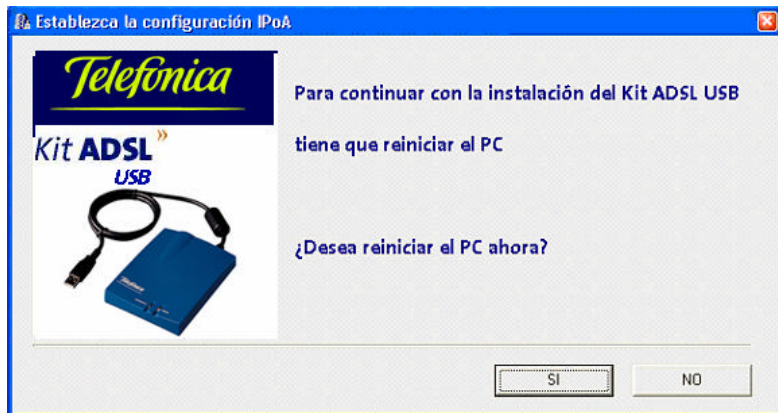 Establezca la configuración IPoA
Telefónica
Kit ADSL»
USB
Para continuar con la instalación del Kit ADSL USB
tiene que reiniciar el PC
¿Desea reiniciar el PC ahora?
SI
NO